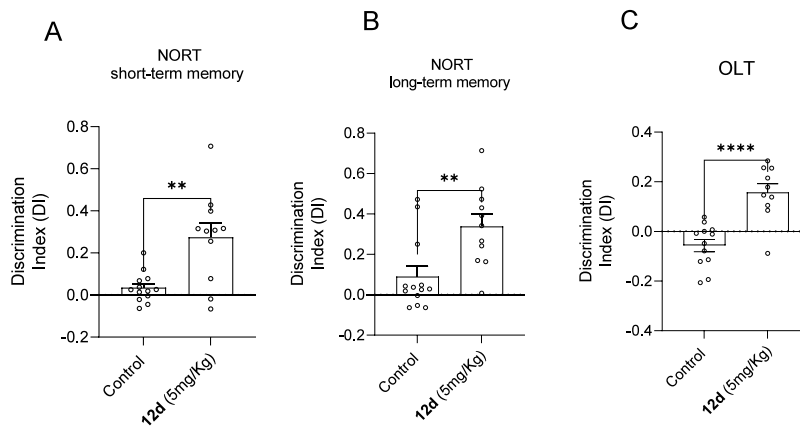 A
NORT
short-term memory
Discrimination
Index (DI)
0.8
0.6
0.4
0.2
0.0
-0.2
**
Control
12d (5mg/Kg)
B
NORT
long-term memory
Discrimination
Index (DI)
0.8
0.6
0.4
0.2
0.0
-0.2
**
Control
12d (5mg/Kg)
C
OLT
Discrimination
Index (DI)
0.4
0.2
0.0
-0.2
-0.4
****
Control
12d (5mg/Kg)